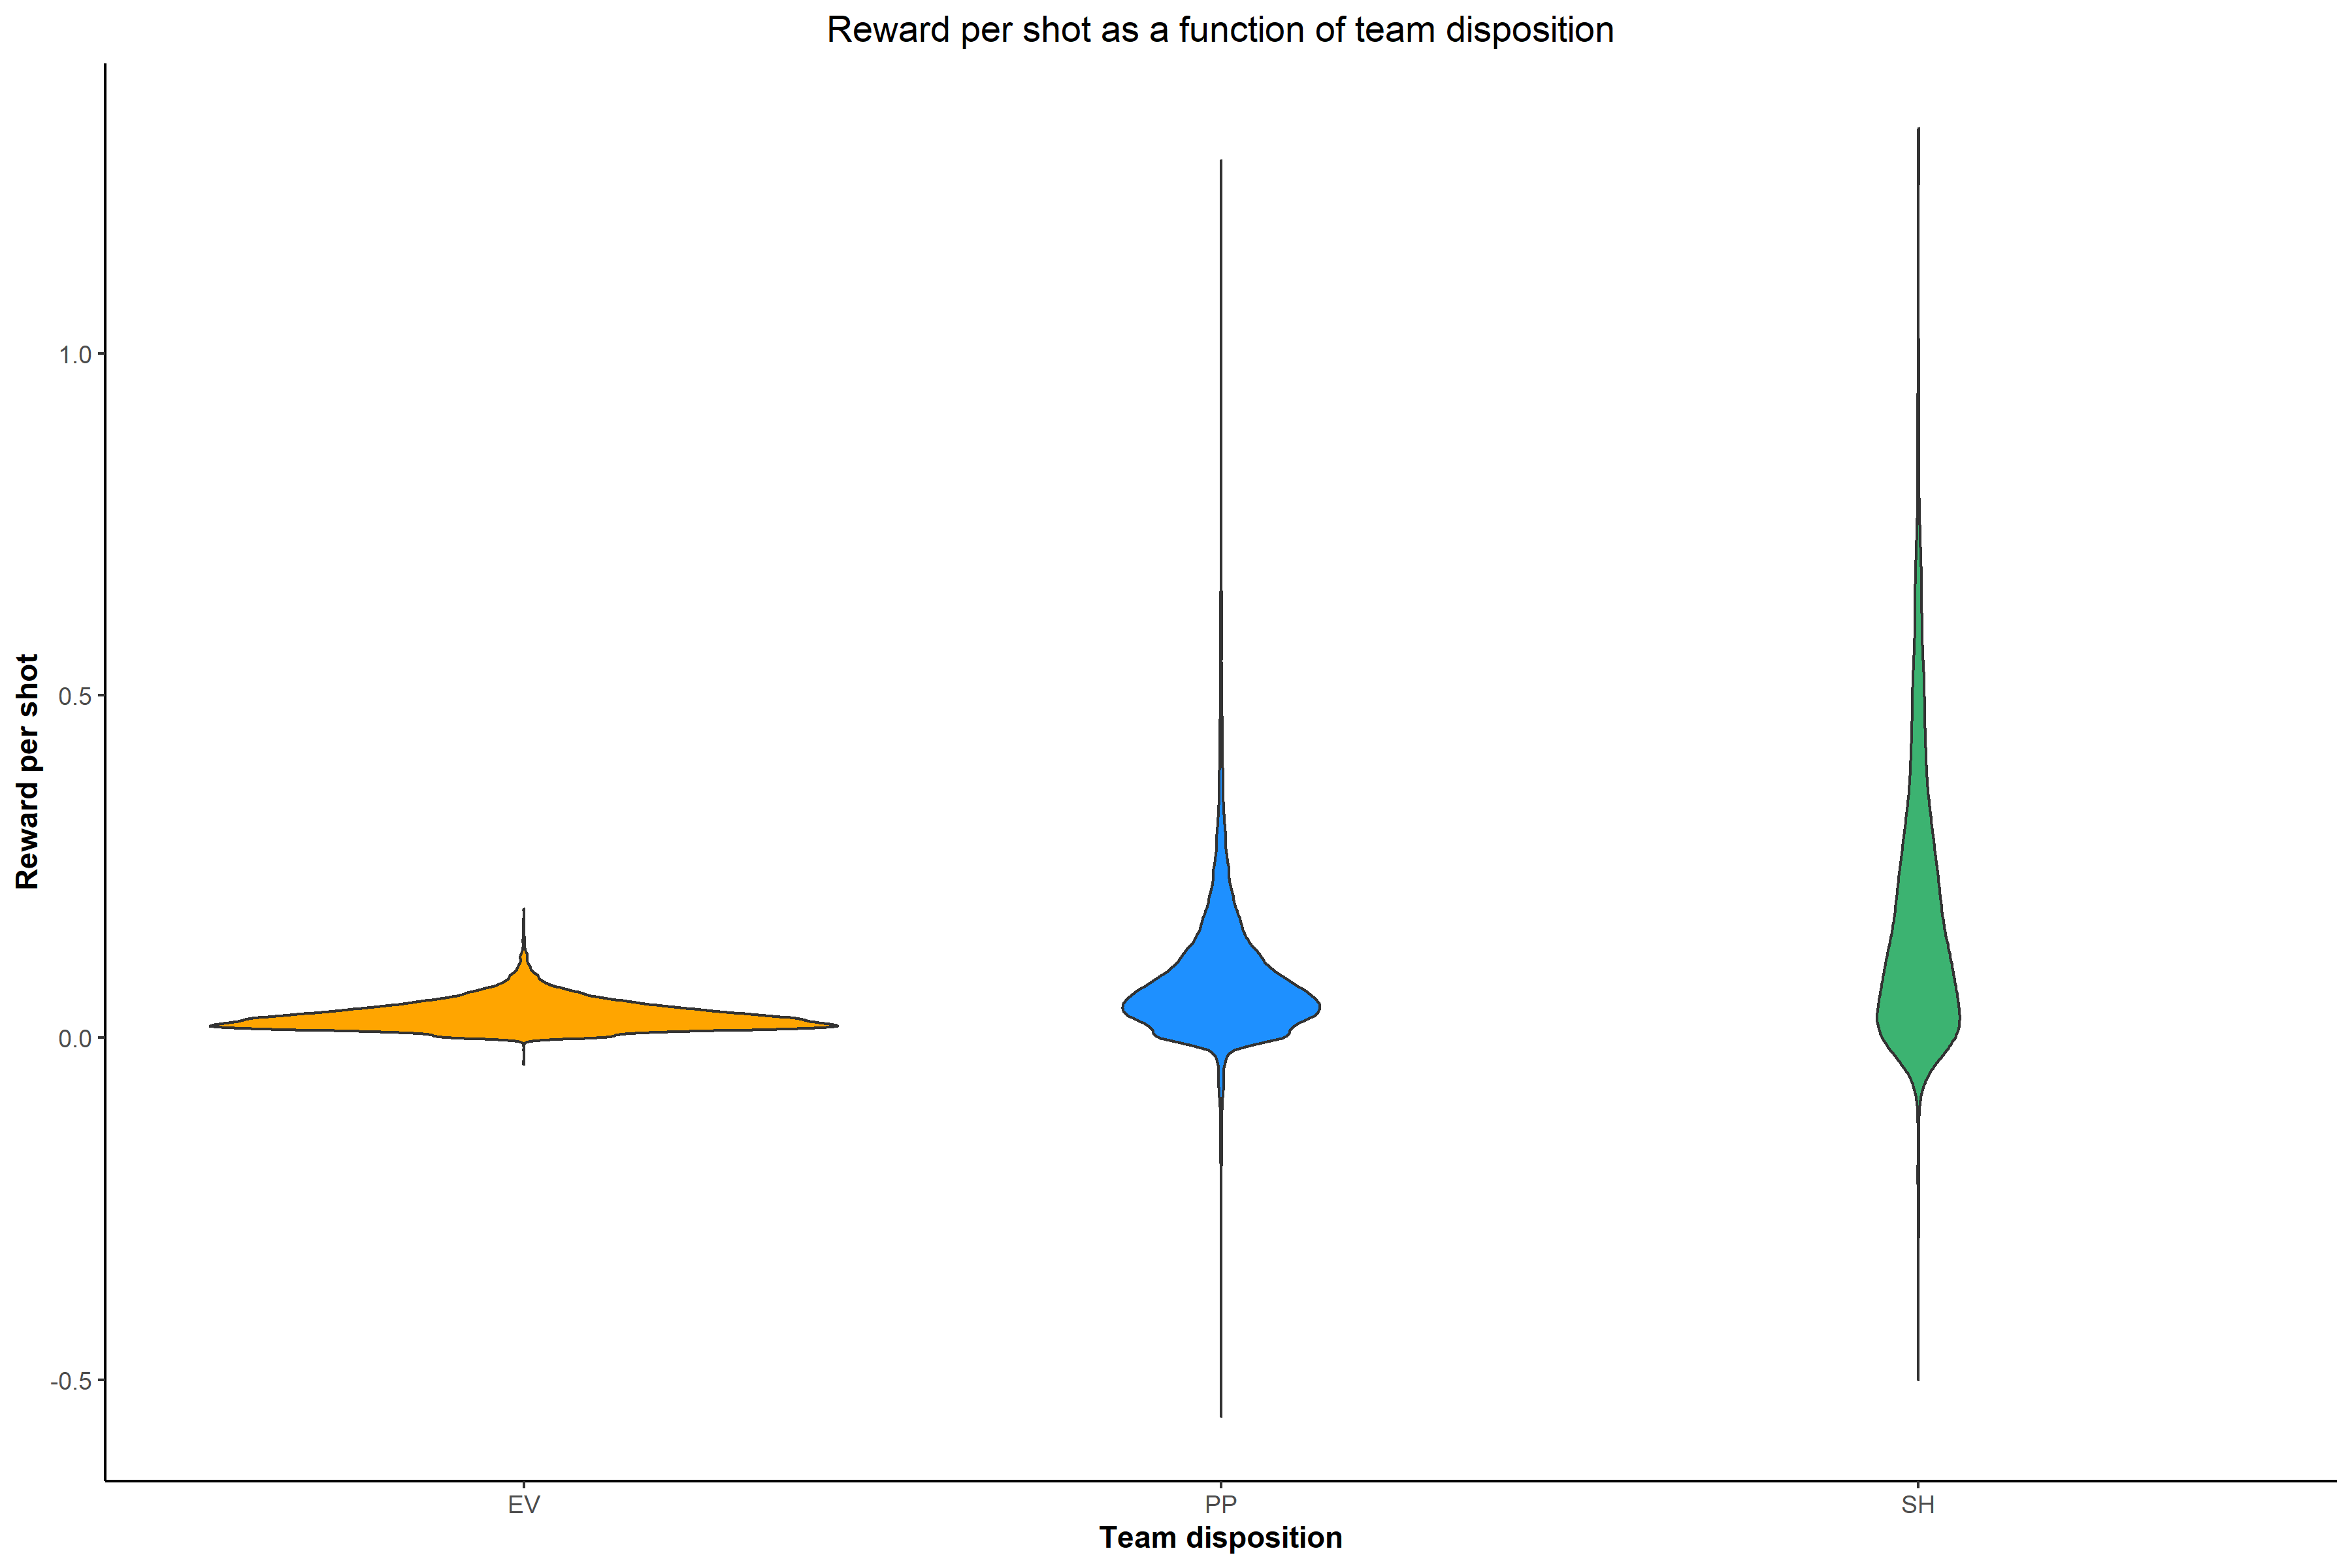 Reward per shot as a function of team disposition
Reward per shot
1.0
0.5
0.0
-0.5
EV
PP
SH
Team disposition